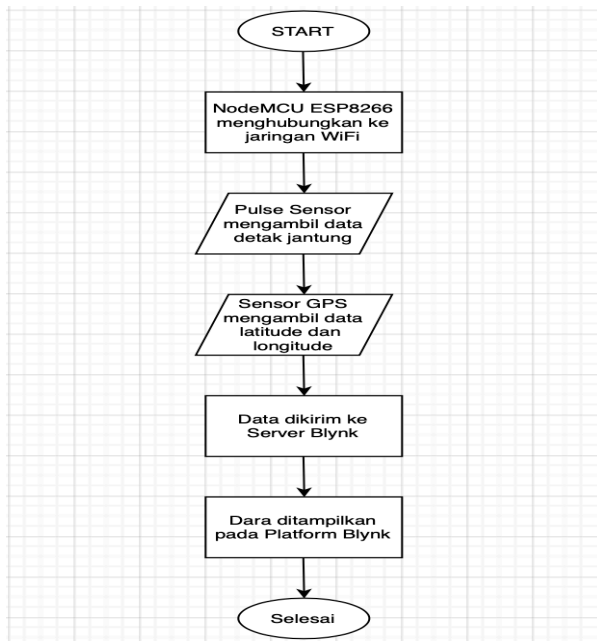 START
NodeMCU ESP8266
menghubungkan ke
jaringan WiFi
Pulse Sensor
mengambil data
detak jantung
Sensor GPS
mengambil data
latitude dan
longitude
Data dikirim ke
Server Blynk
Dara ditampilkan
pada Platform Blynk
Selesai